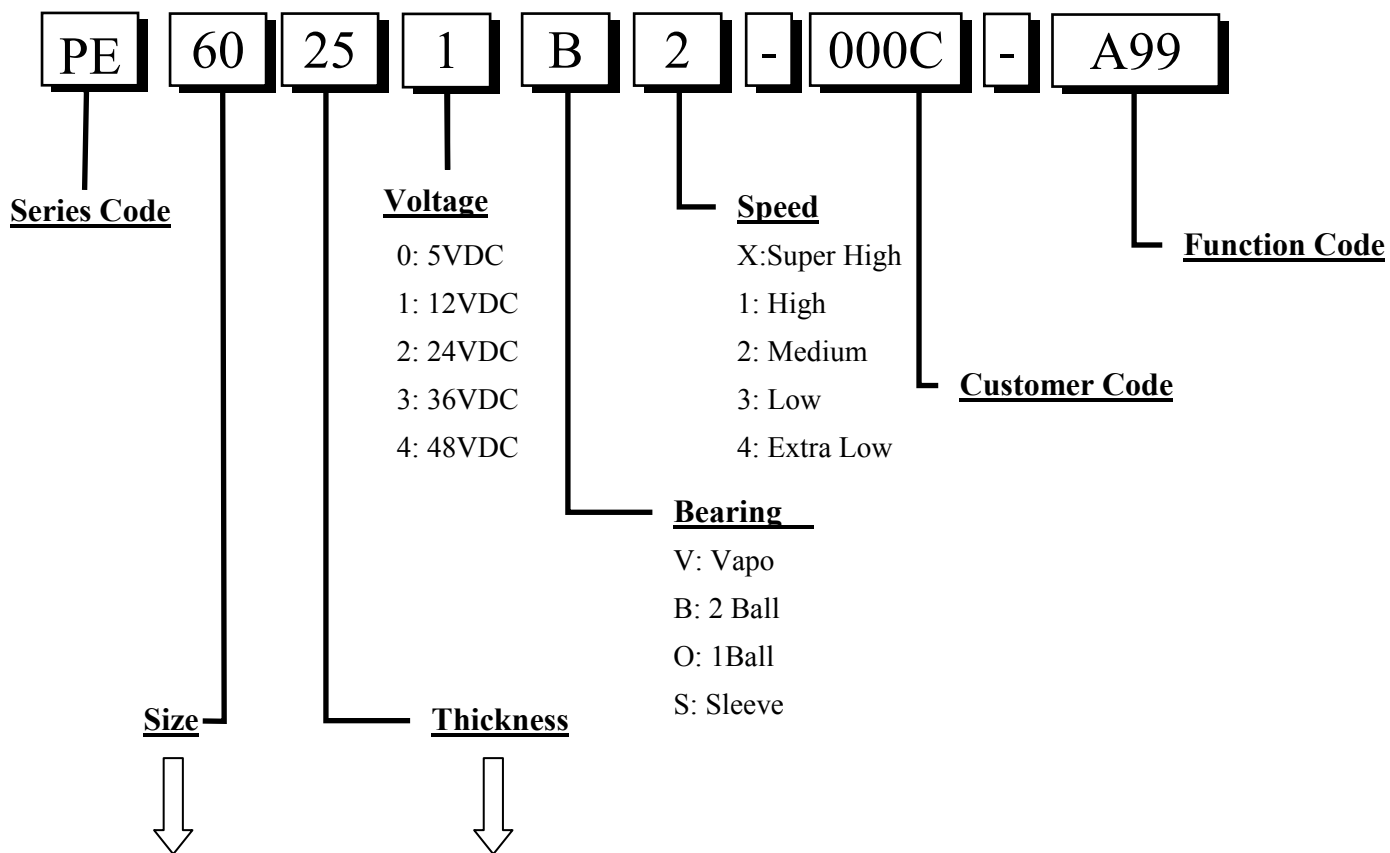 PE 60 25 1 B 2 - 000C - A99
Series Code
Voltage
0: 5VDC
1: 12VDC
2: 24VDC
3: 36VDC
4: 48VDC
Speed
X:Super High
1: High
2: Medium
3: Low
4: Extra Low
Function Code
Customer Code
Bearing
V: Vapo
B: 2 Ball
O: 1Ball
S: Sleeve
Size
Thickness